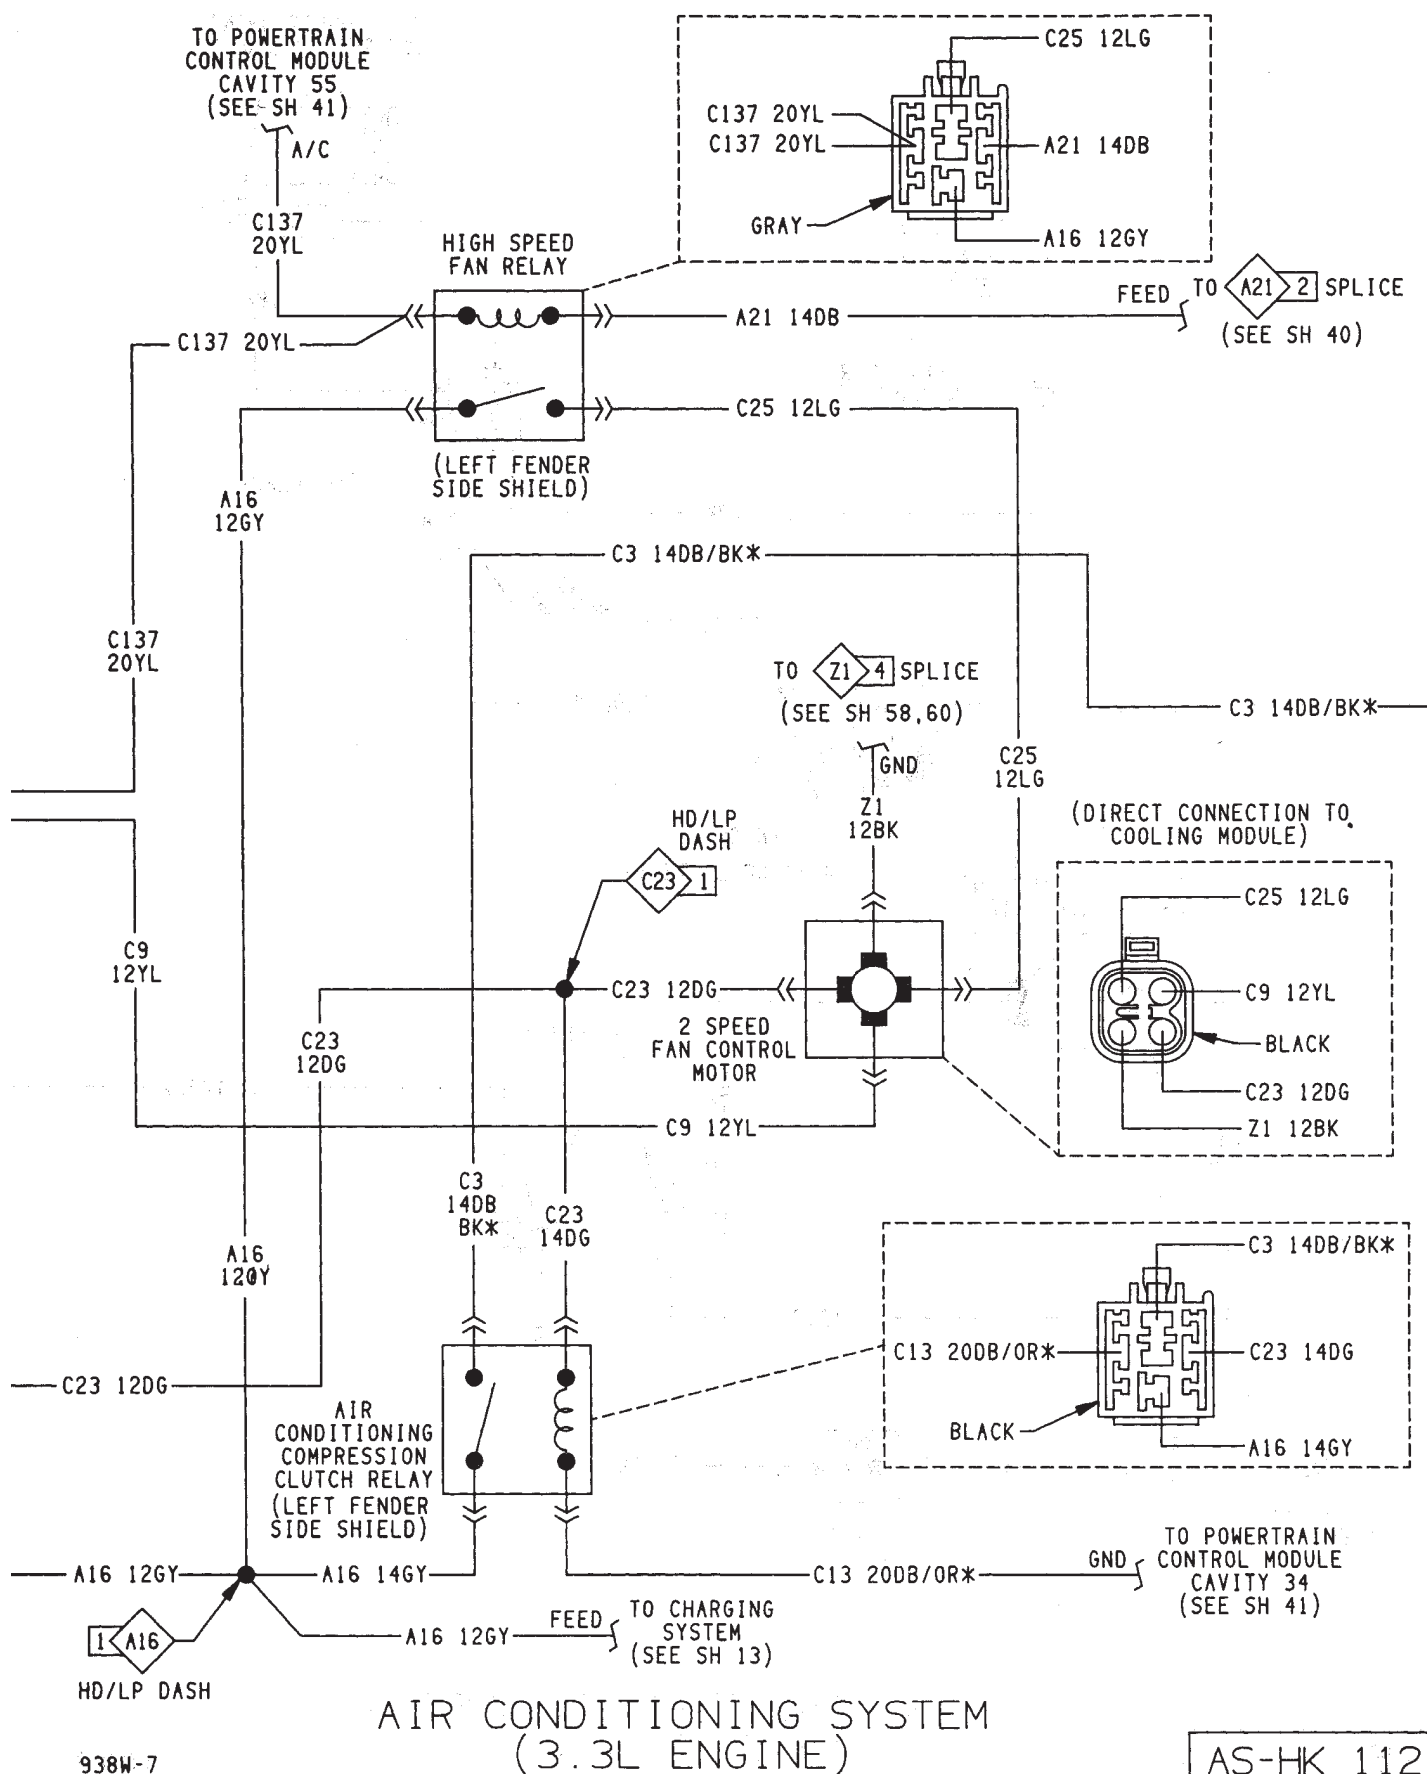 TO POWERTRAIN
CONTROL MODULE
CAVITY 55
(SEE SH 41)
A/C
C137
20YL
C25 12LG
C137 20YL
C137 20YL
A21 14DB
GRAY
A16 12GY
HIGH SPEED
FAN RELAY
C137 20YL
A21 14DB
FEED
TO A21 2 SPLICE
(SEE SH 40)
C25 12LG
(LEFT FENDER
SIDE SHIELD)
A16
12GY
C3 14DB/BK*
C137
20YL
TO Z1 4 SPLICE
(SEE SH 58,60)
GND
C3 14DB/BK*
C25
12LG
Z1
12BK
HD/LP
DASH
C23 1
(DIRECT CONNECTION TO
COOLING MODULE)
C25 12LG
C9 12YL
BLACK
C23 12DG
Z1 12BK
C9
12YL
C23 12DG
2 SPEED
FAN CONTROL
MOTOR
C23
12DG
C9 12YL
C3
14DB
BK*
C23
14DG
A16
12GY
C3 14DB/BK*
C13 20DB/OR*
C23 14DG
BLACK
A16 14GY
C23 12DG
AIR
CONDITIONING
COMPRESSION
CLUTCH RELAY
(LEFT FENDER
SIDE SHIELD)
A16 12GY
A16 14GY
C13 20DB/OR*
GND
TO POWERTRAIN
CONTROL MODULE
CAVITY 34
(SEE SH 41)
1 A16
HD/LP DASH
A16 12GY
FEED
TO CHARGING
SYSTEM
(SEE SH 13)
AIR CONDITIONING SYSTEM
(3.3L ENGINE)
938W-7
AS-HK 112